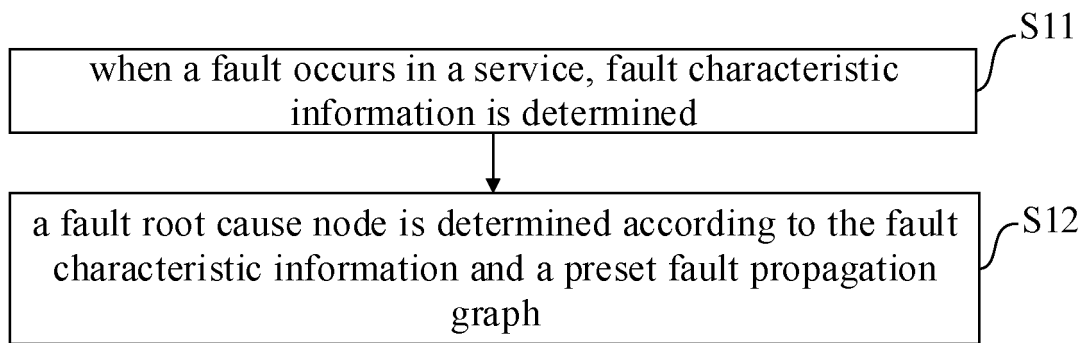 S11
when a fault occurs in a service, fault characteristic
information is determined
a fault root cause node is determined according to the fault
S12
characteristic information and a preset fault propagation
graph